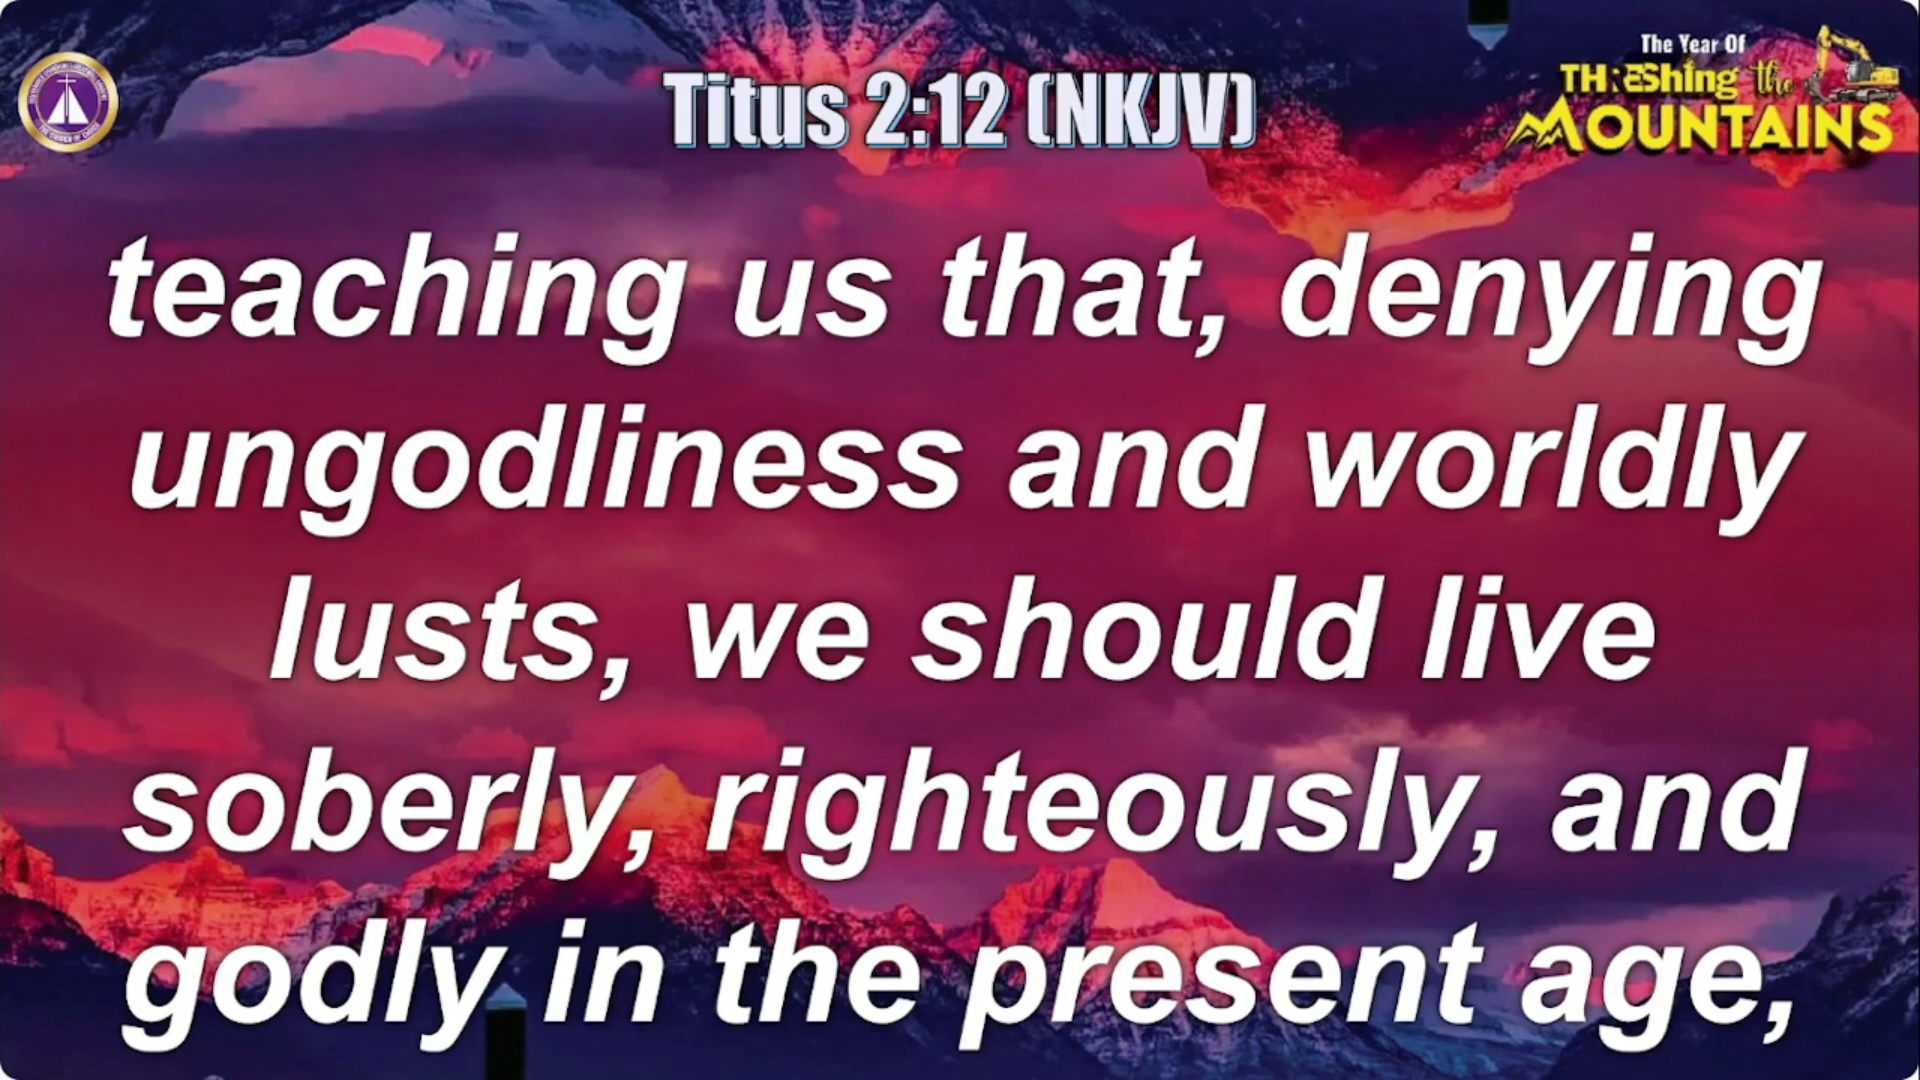 Titus 2:12 (NKJV)
The Year Of
THRESHING the
MOUNTAINS
teaching us that, denying
ungodliness and worldly
lusts, we should live
soberly, righteously, and
godly in the present age,